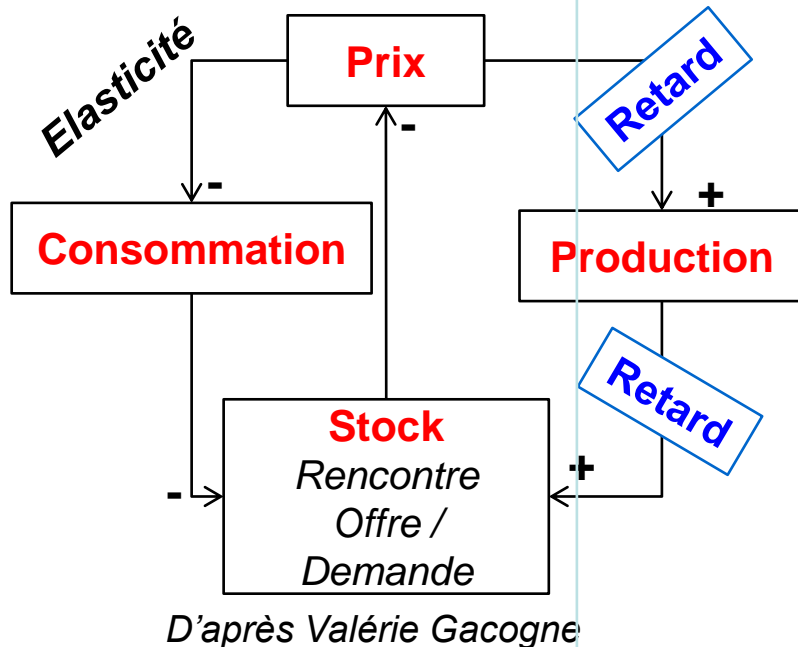 Elasticité
Prix
Retard
-
-
+
Consommation
Production
Retard
Stock
Rencontre
Offre /
Demande
-
+
D'après Valérie Gacogne